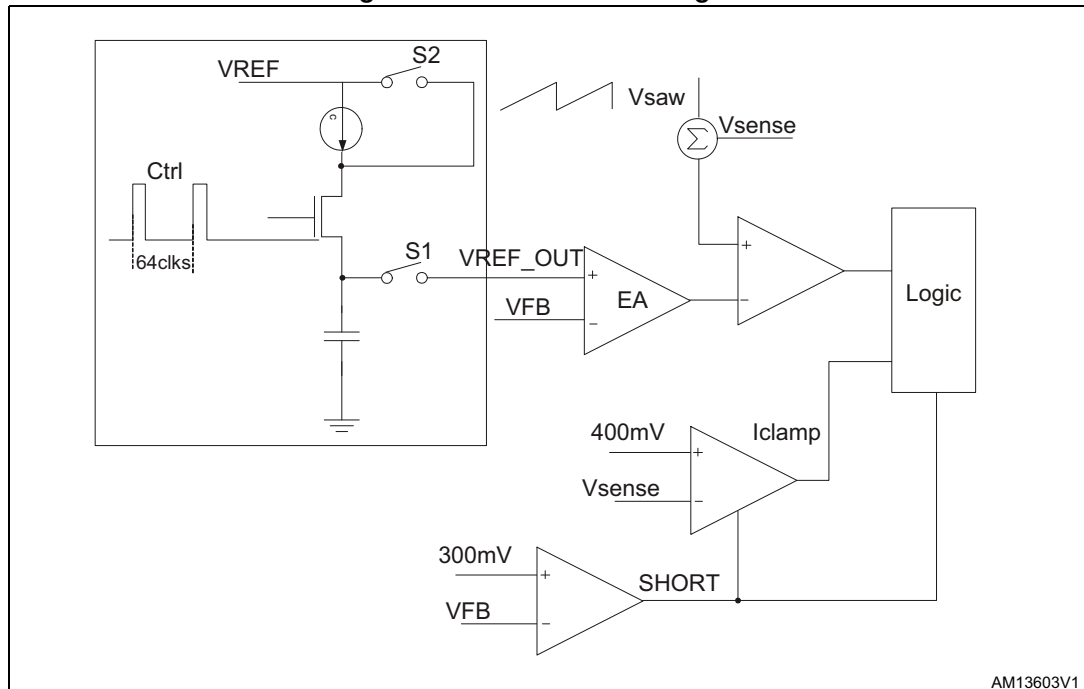 S2
VREF
c
Vsaw
Vsense
Σ
Ctrl
64clks
S1
VREF_OUT
+
EA
VFB
−
+
−
Logic
400mV
+
Iclamp
Vsense
−
300mV
+
SHORT
VFB
−
AM13603V1